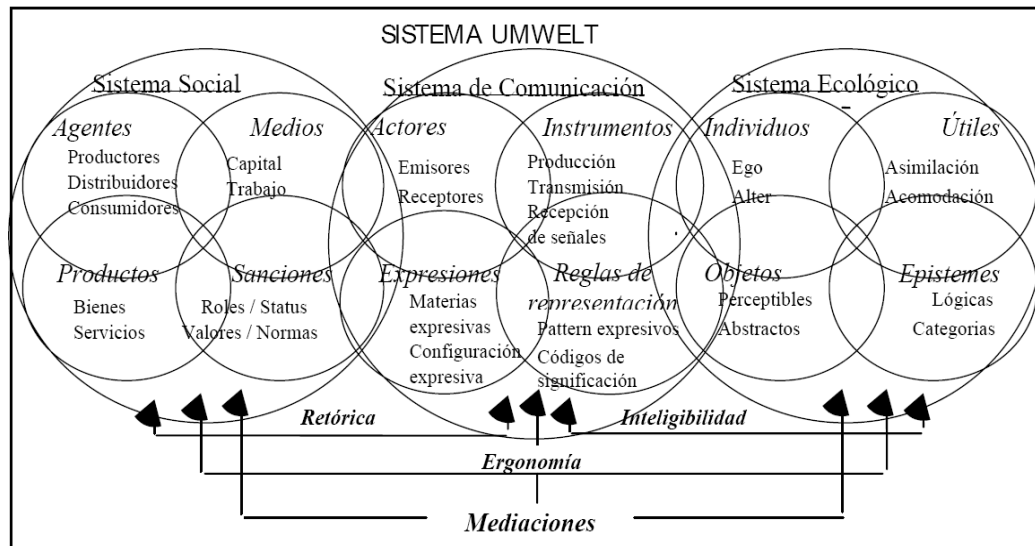 SISTEMA UMWELT
Sistema Social
Agentes
Productores
Distribuidores
Consumidores
Medios
Capital
Trabajo
Productos
Bienes
Servicios
Sanciones
Roles / Status
Valores / Normas
Sistema de Comunicación
Actores
Emisores
Receptores
Instrumentos
Producción
Transmisión
Recepción
de señales
Expresiones
Materias
expresivas
Configuración
expresiva
Reglas de
representación
Pattern expresivos
Códigos de
significación
Sistema Ecológico
Individuos
Ego
Alter
Útiles
Asimilación
Acomodación
Objetos
Perceptibles
Abstractos
Epistemes
Lógicas
Categorias
Retórica
Inteligibilidad
Ergonomía
Mediaciones